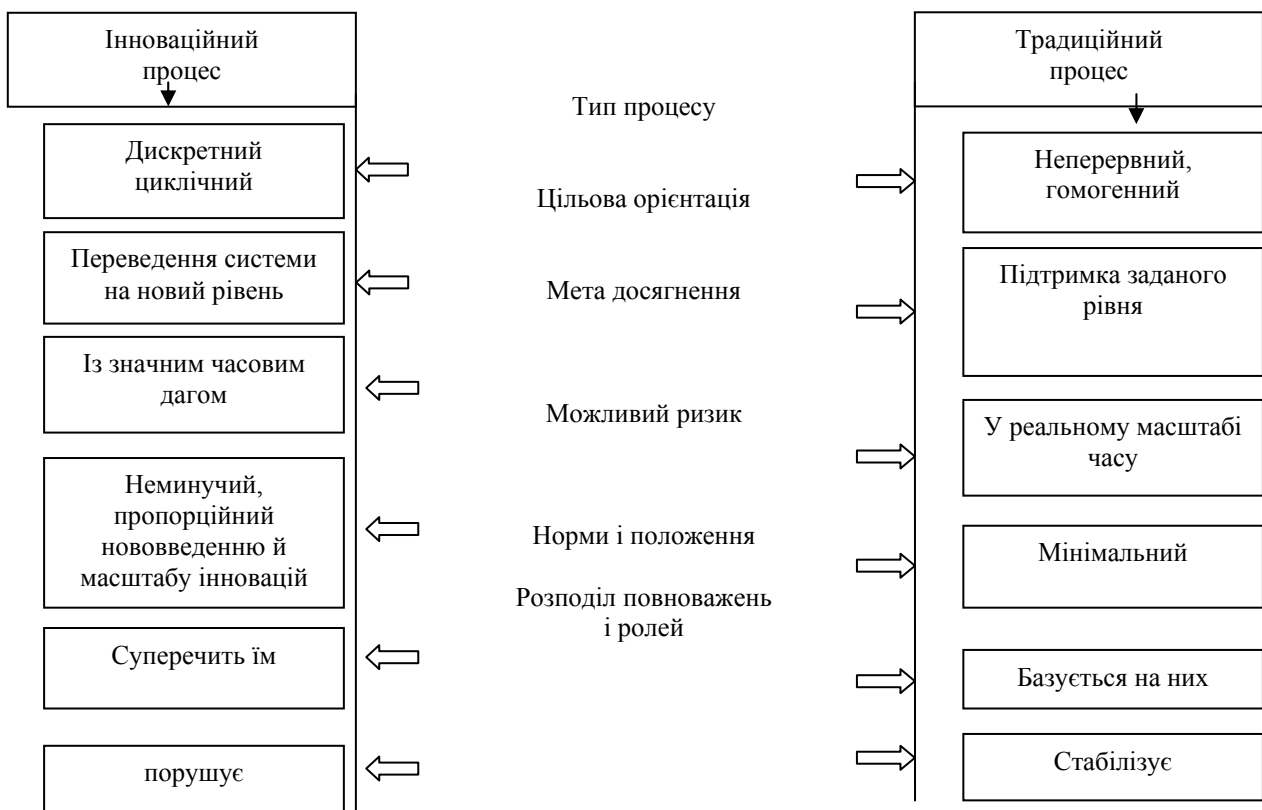 Інноваційний
процес
Традиційний
процес
Тип процесу
Дискретний
циклічний
Неперервний,
гомогенний
Цільова орієнтація
Переведення системи
на новий рівень
Мета досягнення
Підтримка заданого
рівня
Із значним часовим
дагом
Можливий ризик
У реальному масштабі
часу
Неминучий,
пропорційний
нововведенню й
масштабу інновацій
Норми і положення
Мінімальний
Розподіл повноважень
і ролей
Суперечить їм
Базується на них
порушує
Стабілізує